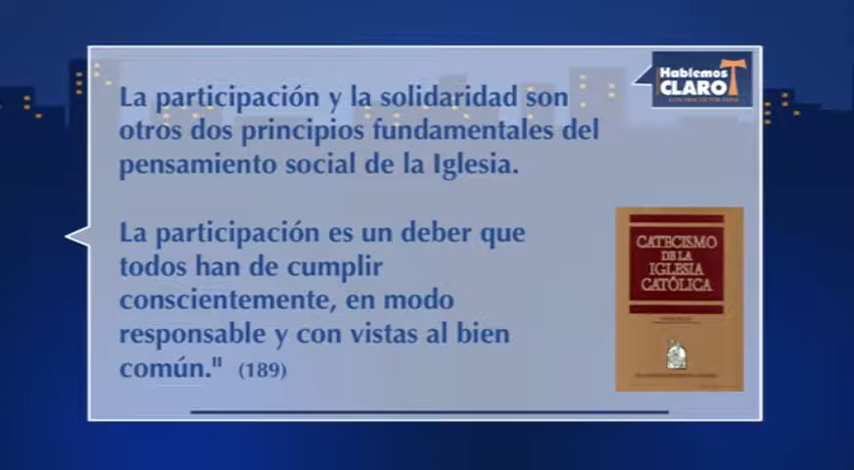 Hablemos
CLARO
La participación y la solidaridad son
otros dos principios fundamentales del
pensamiento social de la Iglesia.
La participación es un deber que
todos han de cumplir
conscientemente, en modo
responsable y con vistas al bien
común." (189)
CATECISMO
DE LA
IGLESIA
CATÓLICA